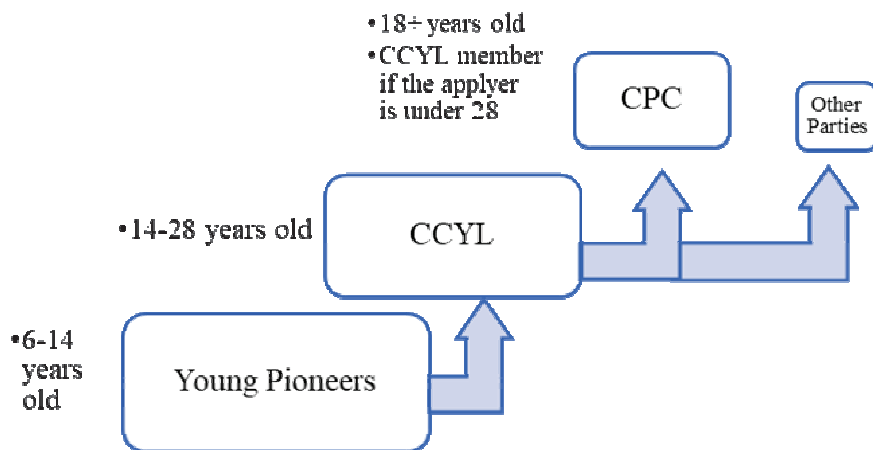 •18+ years old
•CCYL member
if the applyer
is under 28
CPC
Other
Parties
•14-28 years old
CCYL
•6-14
years
old
Young Pioneers